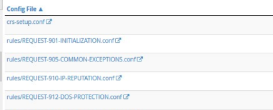 Config File ▲
crs-setup.conf
rules/REQUEST-901-INITIALIZATION.conf
rules/REQUEST-905-COMMON-EXCEPTIONS.conf
rules/REQUEST-910-IP-REPUTATION.conf
rules/REQUEST-912-DOS-PROTECTION.conf